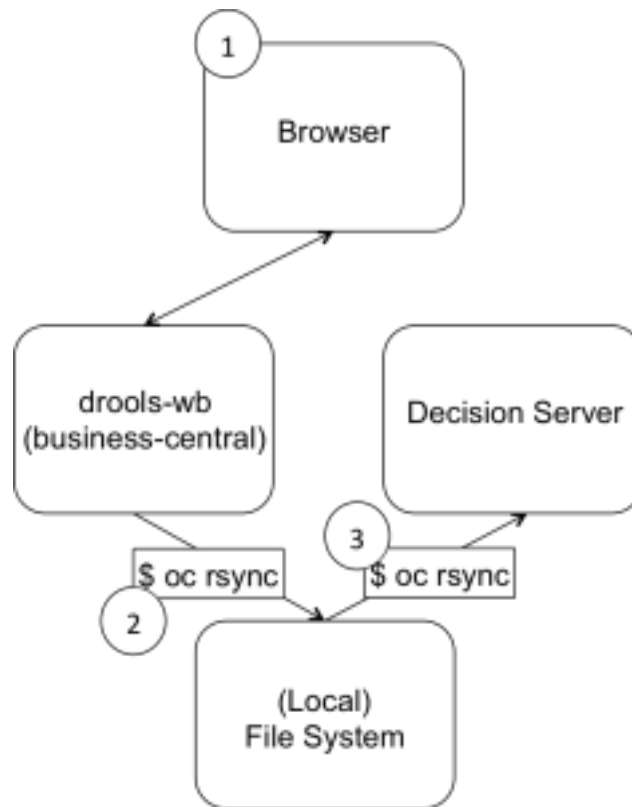 1
Browser
drools-wb
(business-central)
Decision Server
3
$ oc rsync
$ oc rsync
2
(Local)
File System